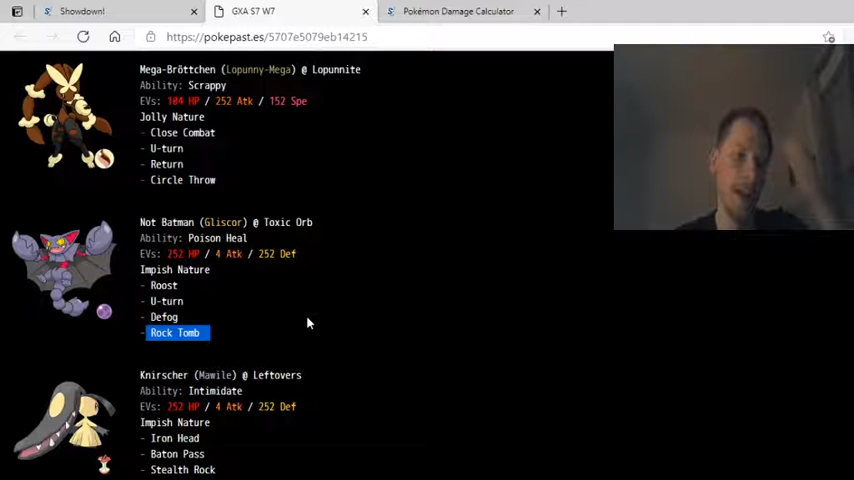 Showdown!
GXA S7 W7
Pokémon Damage Calculator
https://pokepast.es/5707e5079eb14215
Mega-Bröttchen (Lopunny-Mega) @ Lopunnite
Ability: Scrappy
EVs: 104 HP / 252 Atk / 152 Spe
Jolly Nature
- Close Combat
- U-turn
- Return
- Circle Throw
Not Batman (Gliscor) @ Toxic Orb
Ability: Poison Heal
EVs: 252 HP / 4 Atk / 252 Def
Impish Nature
- Roost
- U-turn
- Defog
- Rock Tomb
Knirscher (Mawile) @ Leftovers
Ability: Intimidate
EVs: 252 HP / 4 Atk / 252 Def
Impish Nature
- Iron Head
- Baton Pass
- Stealth Rock